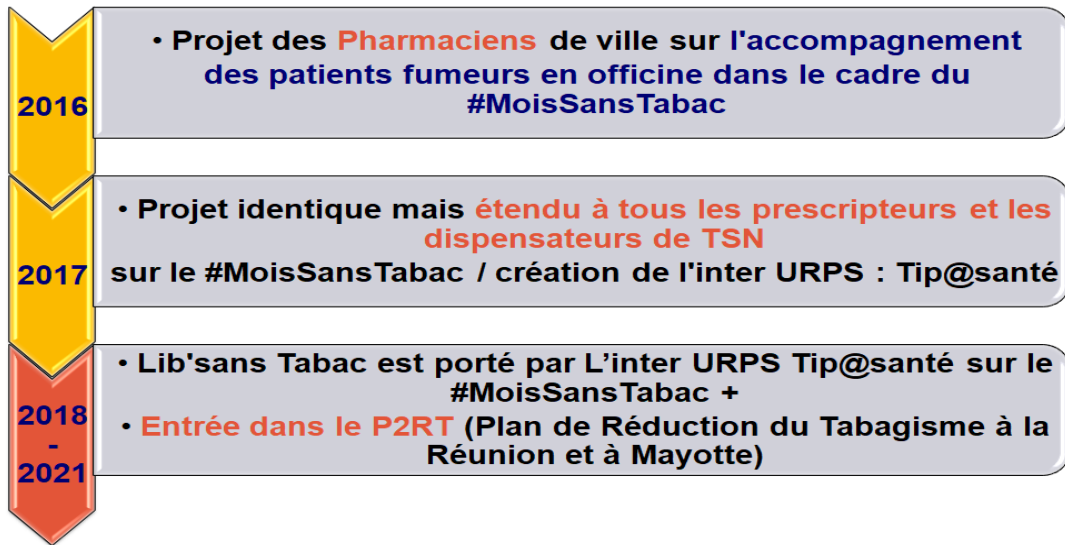 2016
• Projet des Pharmaciens de ville sur l'accompagnement
des patients fumeurs en officine dans le cadre du
#MoisSansTabac
2017
• Projet identique mais étendu à tous les prescripteurs et les
dispensateurs de TSN
sur le #MoisSansTabac / création de l'inter URPS : Tip@santé
2018
-
2021
• Lib'sans Tabac est porté par L’inter URPS Tip@santé sur le
#MoisSansTabac +
• Entrée dans le P2RT (Plan de Réduction du Tabagisme à la
Réunion et à Mayotte)